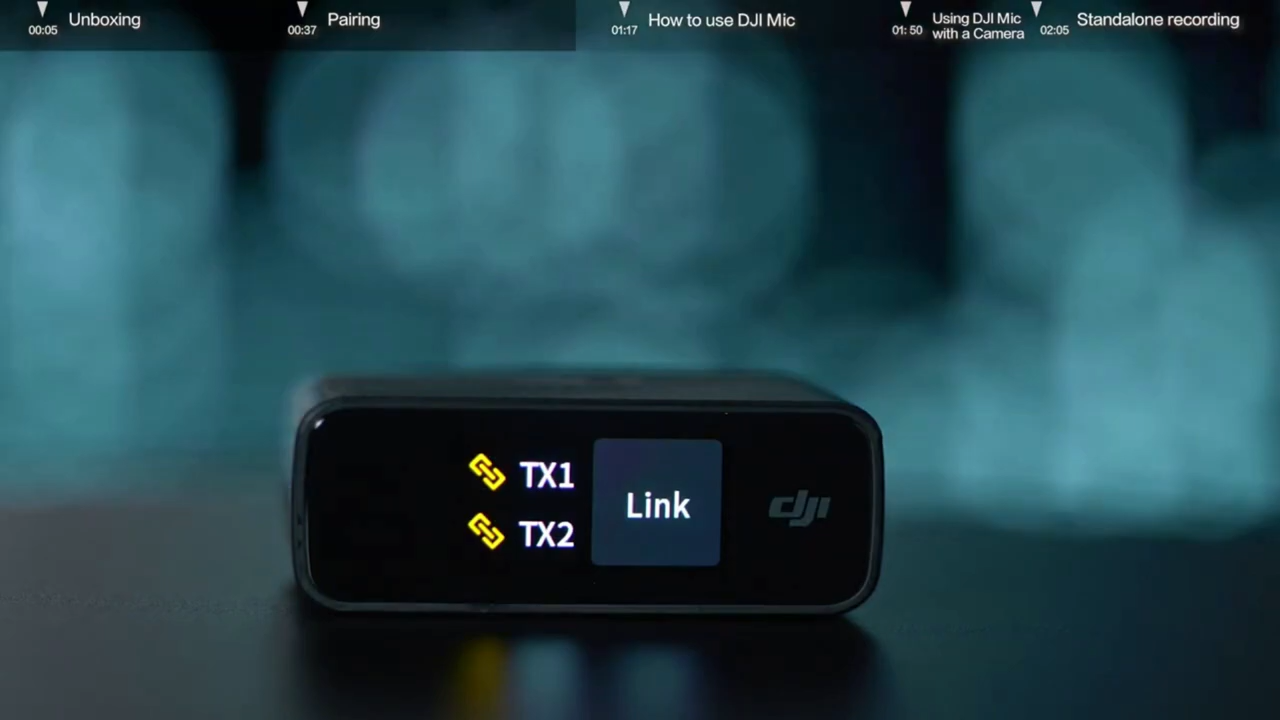 Unboxing
00:05
Pairing
00:37
How to use DJI Mic
01:17
Using DJI Mic
with a Camera
01:50
Standalone recording
02:05
TX1
TX2
Link
dji